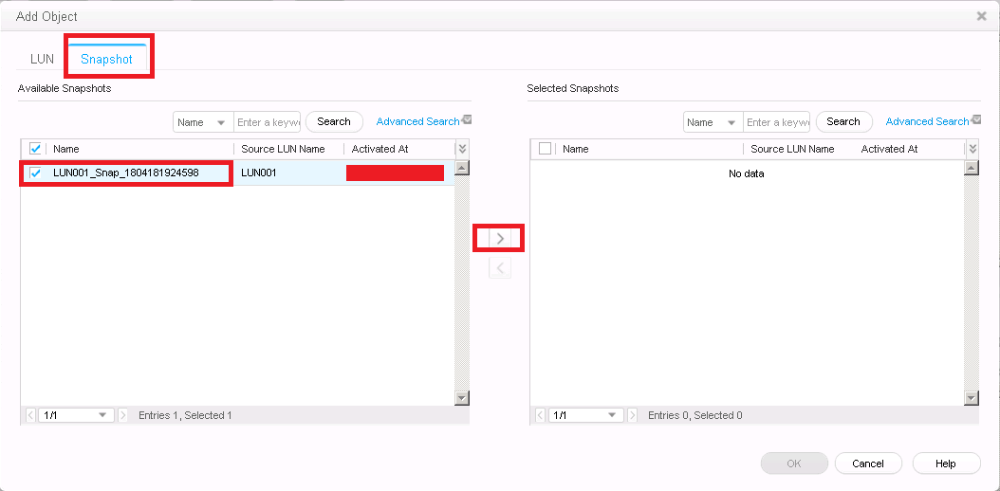 Add Object
LUN Snapshot
Available Snapshots
Name Enter a keyw Search Advanced Search
Name Source LUN Name Activated At
LUN001_Snap_1804181924598 LUN001
1/1 Entries 1, Selected 1
Selected Snapshots
Name Enter a keyw Search Advanced Search
Name Source LUN Name Activated At
No data
1/1 Entries 0, Selected 0
OK Cancel Help